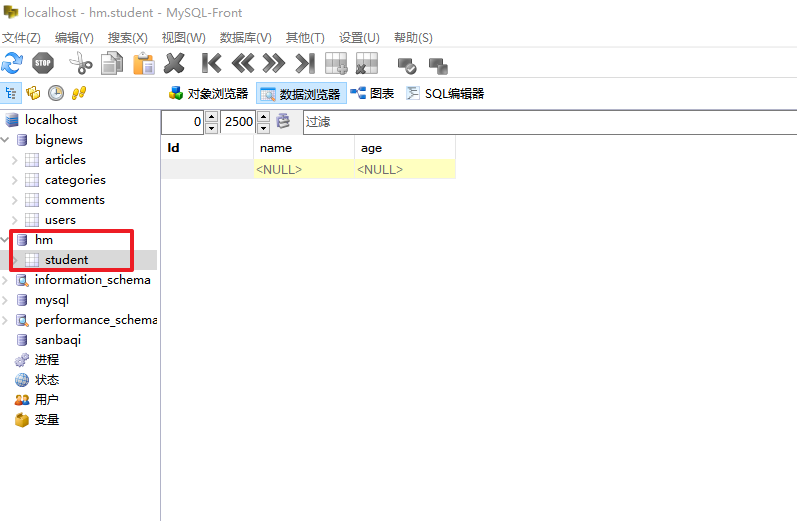 localhost - hm.student - MySQL-Front
文件(Z) 编辑(Y) 搜索(X) 视图(W) 数据库(V) 其他(T) 设置(U) 帮助(S)
STOP
对象浏览器 数据浏览器 图表 SQL编辑器
localhost
0 2500 过滤
bignews
Id name age
articles
<NULL> <NULL>
categories
comments
users
hm
student
information_schema
mysql
performance_schema
sanbaqi
进程
状态
用户
变量